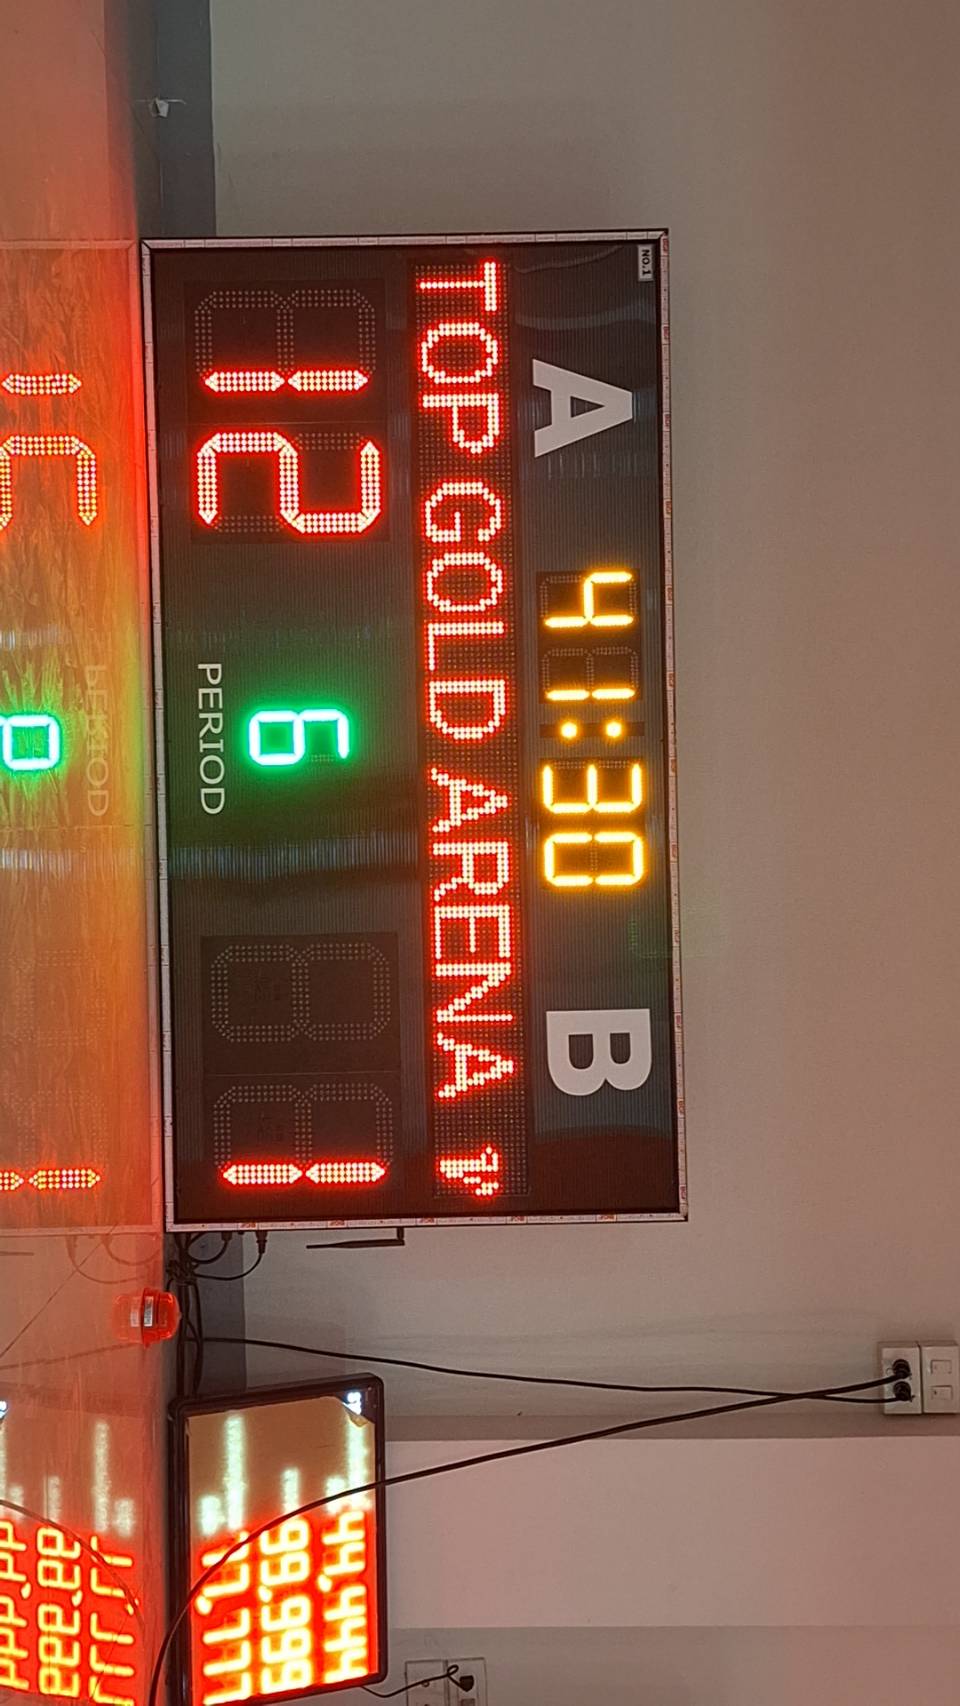 NO.1
A 41:30 B
TOP GOLD ARENA
12 6 1
PERIOD